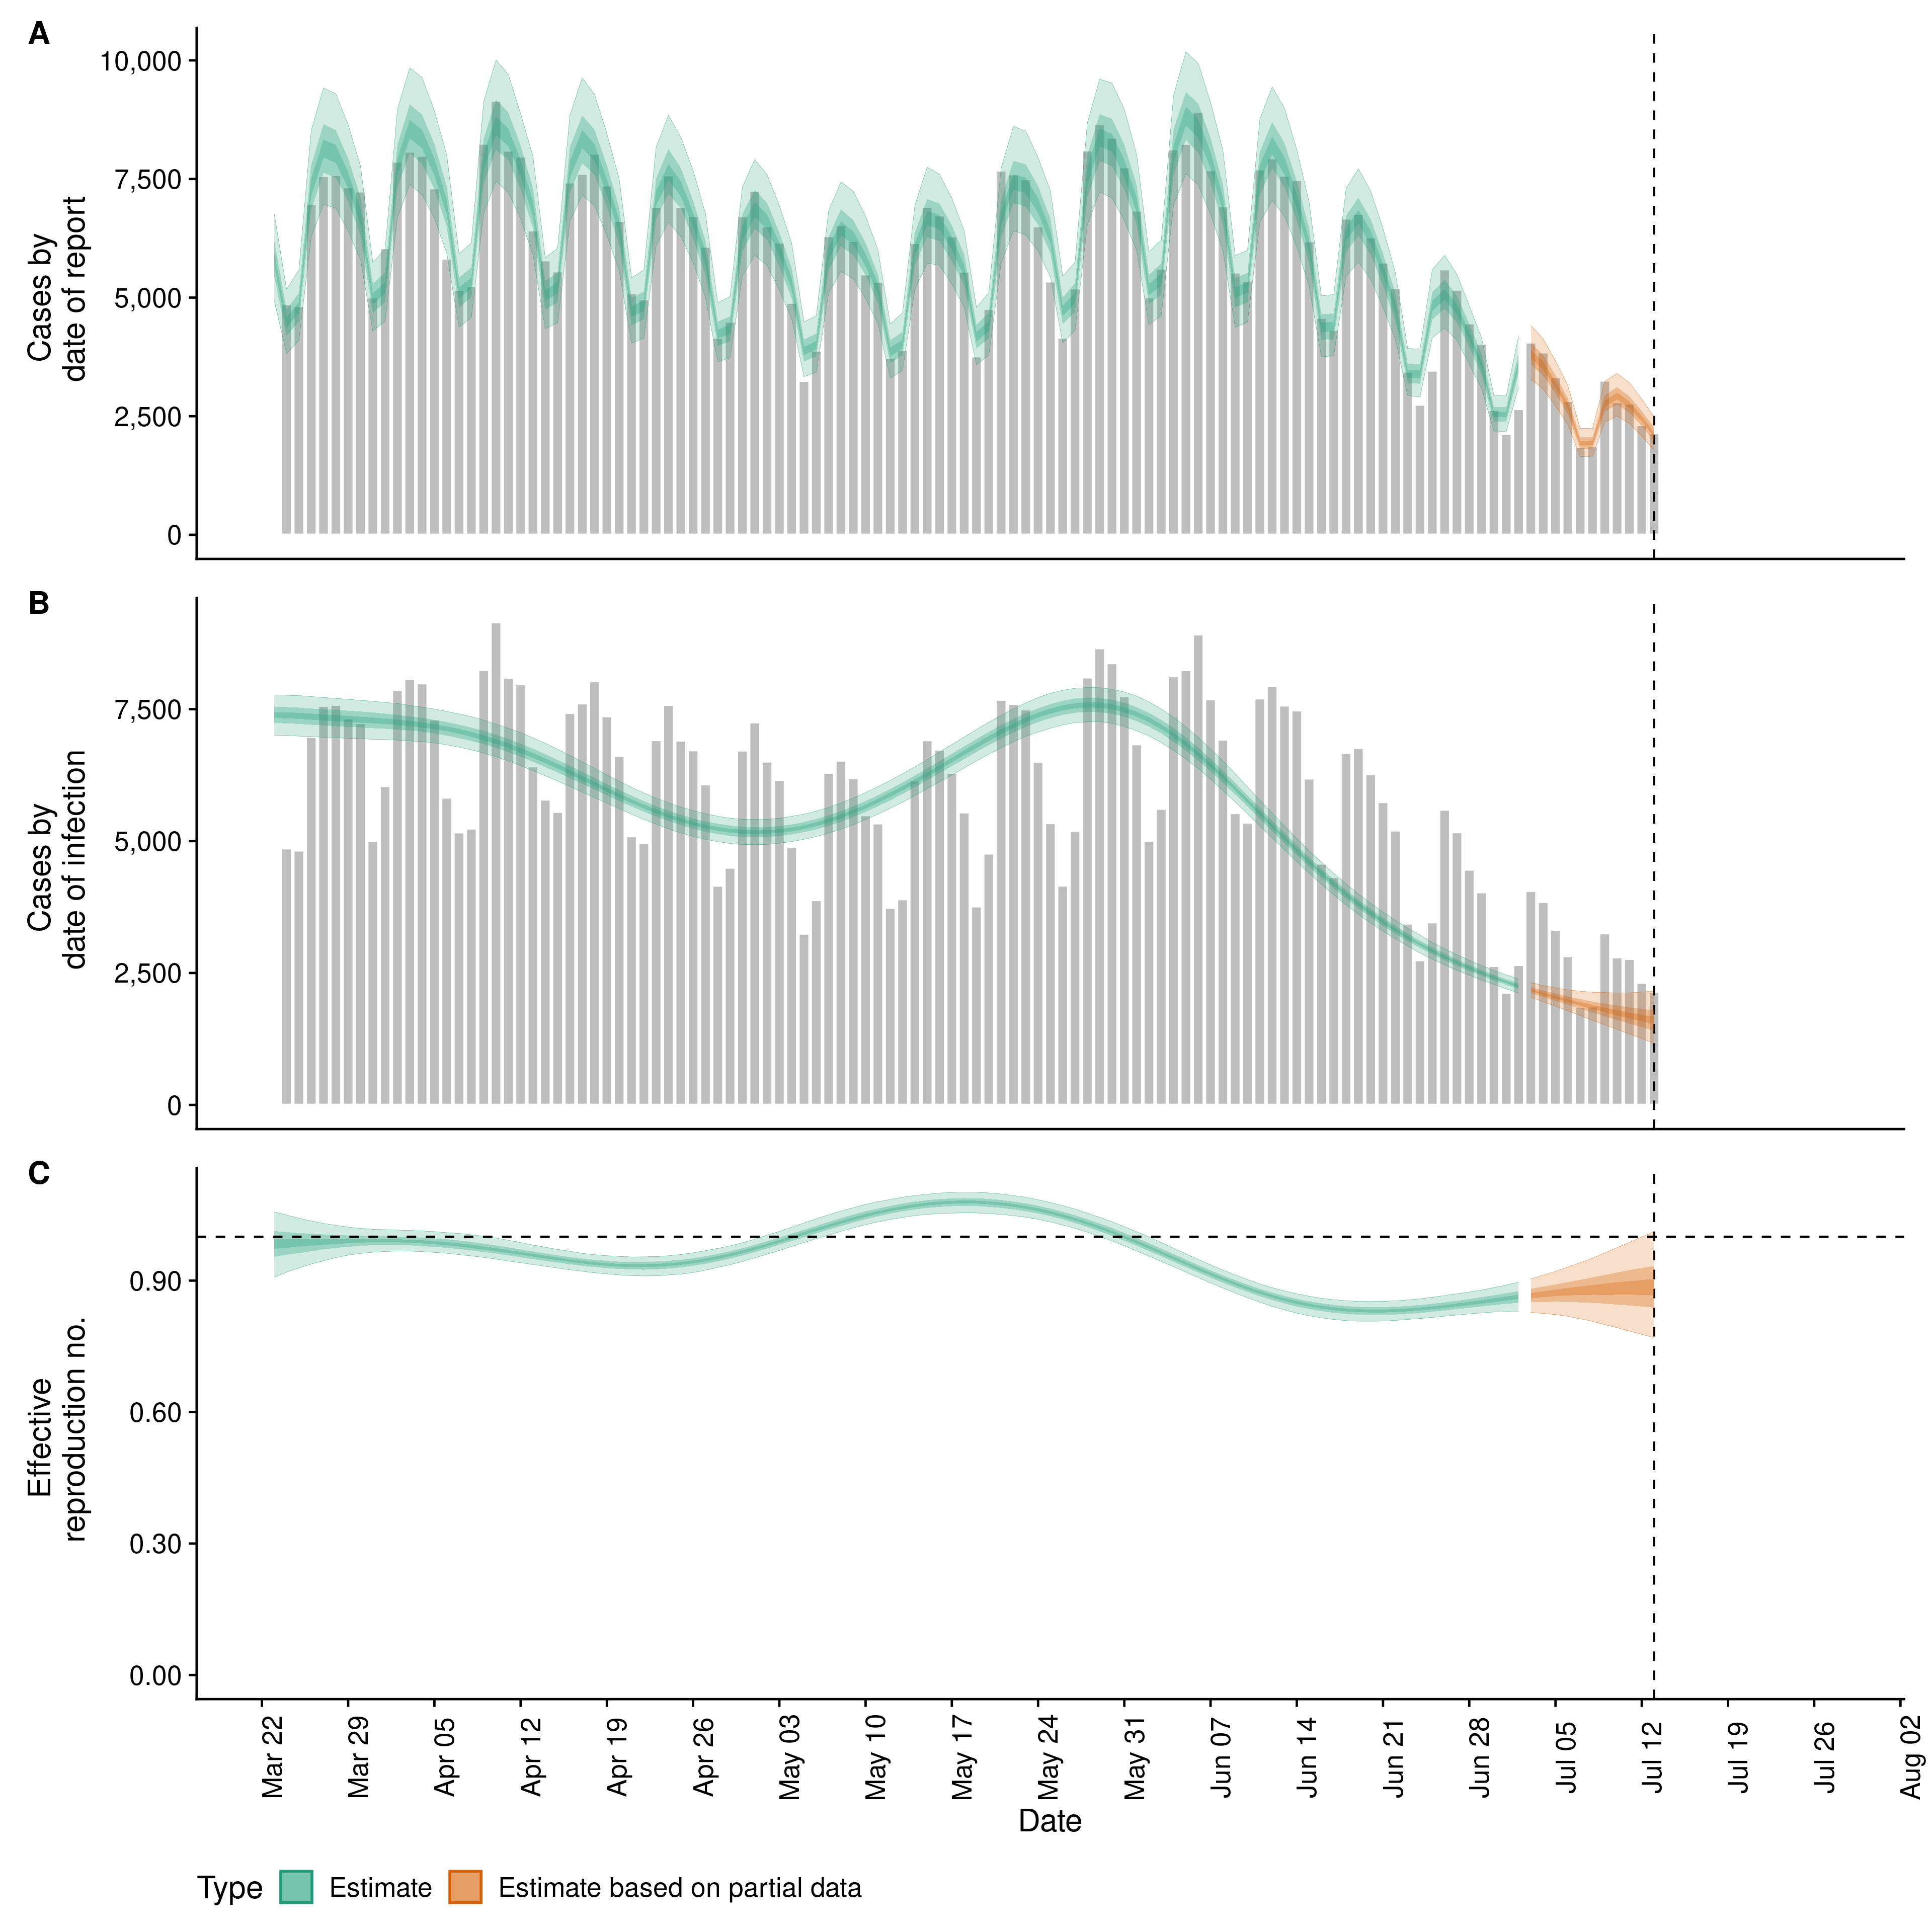 A
Cases by
date of report
10,000
7,500
5,000
2,500
0
B
Cases by
date of infection
7,500
5,000
2,500
0
C
Effective
reproduction no.
0.90
0.60
0.30
0.00
Mar 22
Mar 29
Apr 05
Apr 12
Apr 19
Apr 26
May 03
May 10
May 17
May 24
May 31
Jun 07
Jun 14
Jun 21
Jun 28
Jul 05
Jul 12
Jul 19
Jul 26
Aug 02
Date
Type Estimate Estimate based on partial data